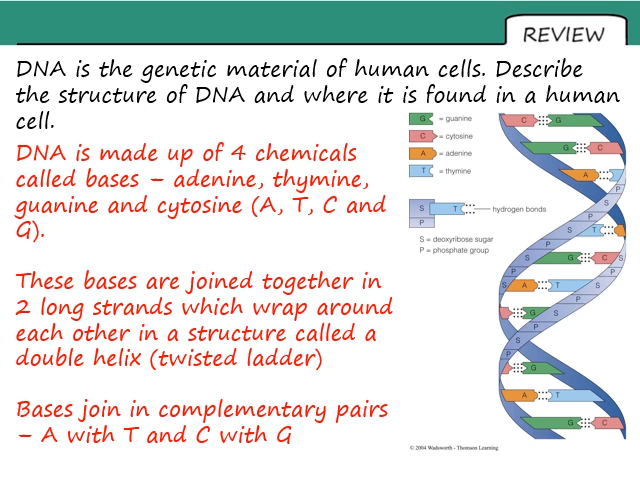 REVIEW
DNA is the genetic material of human cells. Describe
the structure of DNA and where it is found in a human
cell.
DNA is made up of 4 chemicals
called bases – adenine, thymine,
guanine and cytosine (A, T, C and
G).
These bases are joined together in
2 long strands which wrap around
each other in a structure called a
double helix (twisted ladder)
Bases join in complementary pairs
– A with T and C with G
G = guanine
C = cytosine
A = adenine
T = thymine
S T hydrogen bonds
P
S = deoxyribose sugar
P = phosphate group
C G
G C
A T
P
S
P
S T A
P
S G C S
P P
S A T S
P
C G S
P
S
P
G
A T
G C
© 2004 Wadsworth - Thomson Learning